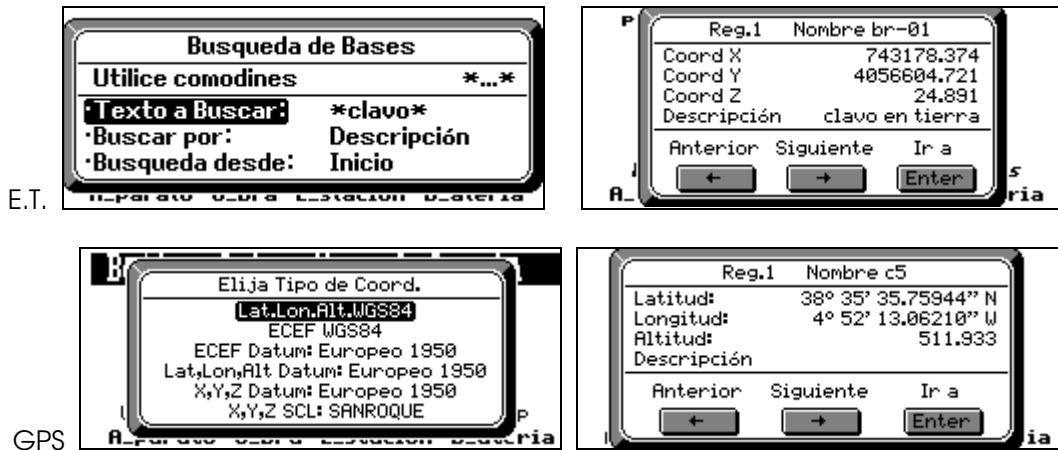 Busqueda de Bases
Utilice comodines *...*
·Texto a Buscar: *clavo*
·Buscar por: Descripción
·Busqueda desde: Inicio
E.T.
Reg.1 Nombre br-01
Coord X 743178.374
Coord Y 4056604.721
Coord Z 24.891
Descripción clavo en tierra
Anterior Siguiente Ir a
← → Enter
Elija Tipo de Coord.
Lat.Lon.Alt.WGS84
ECEF WGS84
ECEF Datum: Europeo 1950
Lat,Lon,Alt Datum: Europeo 1950
X,Y,Z Datum: Europeo 1950
X,Y,Z SCL: SANROQUE
GPS
Reg.1 Nombre c5
Latitud: 38º 35' 35.75944" N
Longitud: 4º 52' 13.06210" W
Altitud: 511.933
Descripción
Anterior Siguiente Ir a
← → Enter